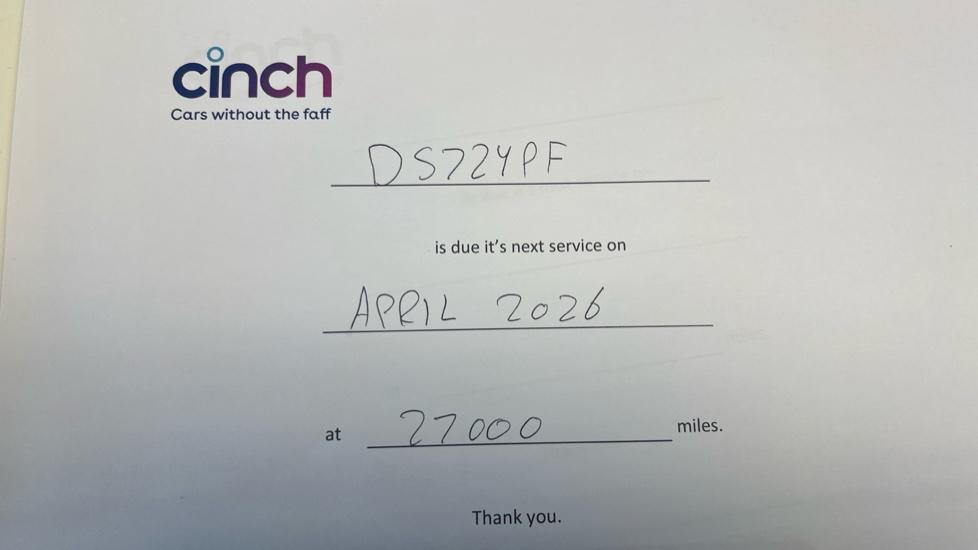 cinch
Cars without the faff
DS72YPF
is due it's next service on
APRIL 2026
at 27000 miles.
Thank you.